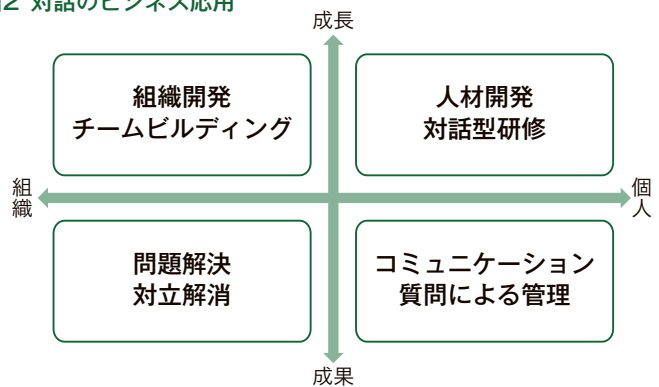 2 対話のビジネス応用
成長
組織開発
チームビルディング
人材開発
対話型研修
組織
個人
問題解決
対立解消
コミュニケーション
質問による管理
成果